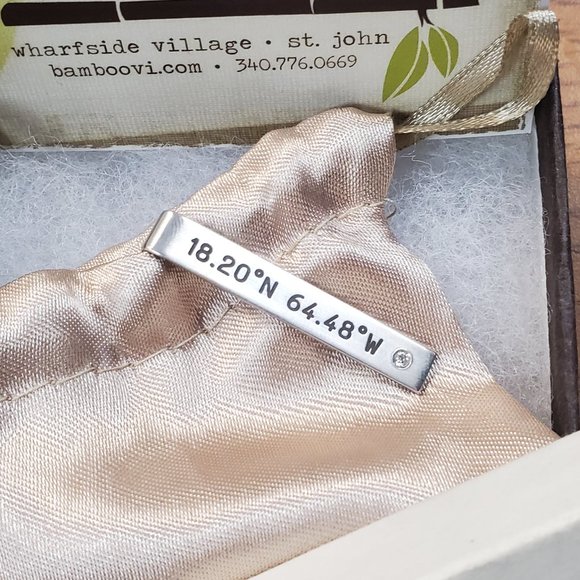 wharfside village • st. john
bamboovi.com • 340.776.0669
18.20°N 64.48°W